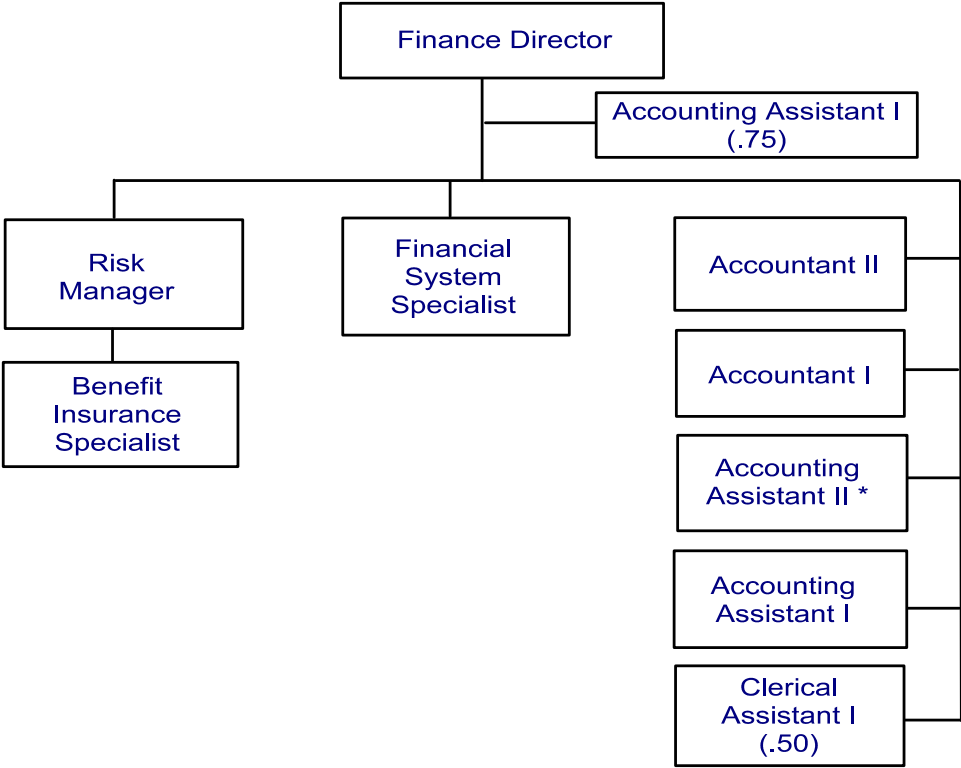 Finance Director
Accounting Assistant I
(.75)
Risk
Manager
Financial
System
Specialist
Accountant II
Benefit
Insurance
Specialist
Accountant I
Accounting
Assistant II *
Accounting
Assistant I
Clerical
Assistant I
(.50)